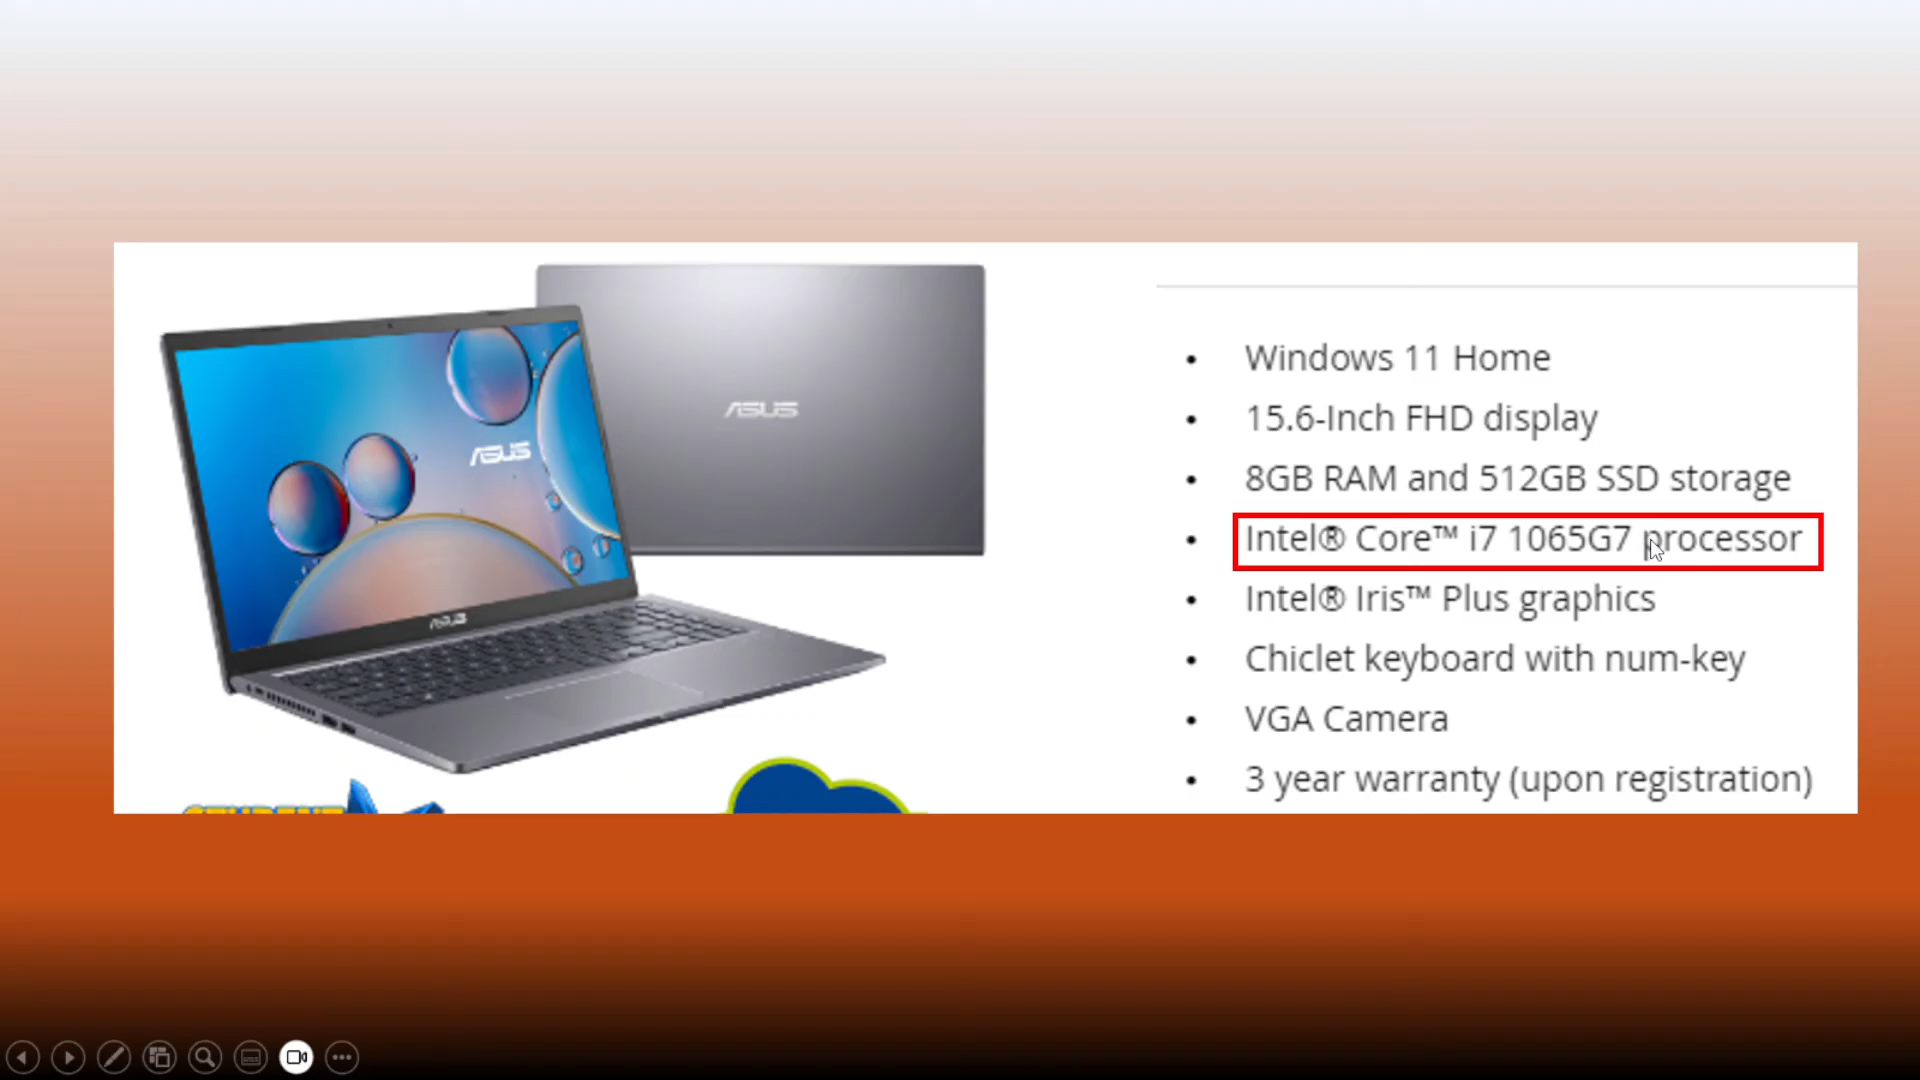 ASUS
ASUS
ASUS
Windows 11 Home
15.6-Inch FHD display
8GB RAM and 512GB SSD storage
Intel® Core™ i7 1065G7 processor
Intel® Iris™ Plus graphics
Chiclet keyboard with num-key
VGA Camera
3 year warranty (upon registration)